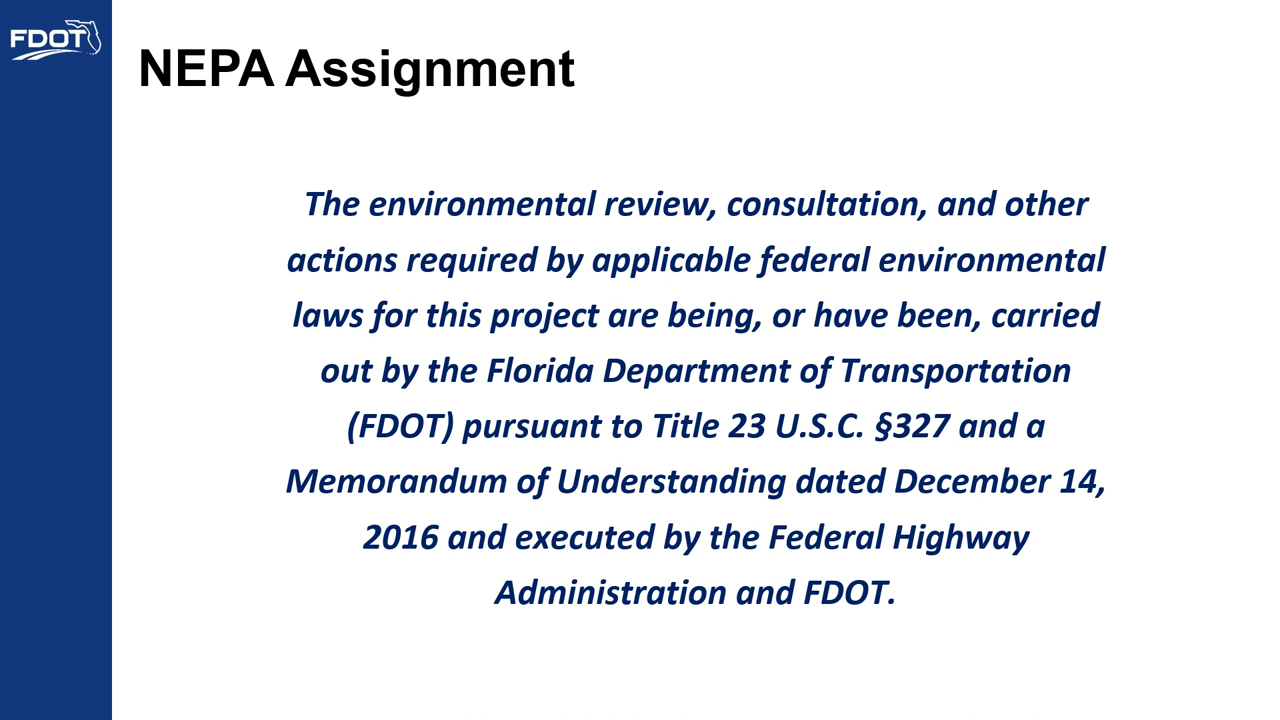 FDOT
NEPA Assignment
The environmental review, consultation, and other
actions required by applicable federal environmental
laws for this project are being, or have been, carried
out by the Florida Department of Transportation
(FDOT) pursuant to Title 23 U.S.C. §327 and a
Memorandum of Understanding dated December 14,
2016 and executed by the Federal Highway
Administration and FDOT.